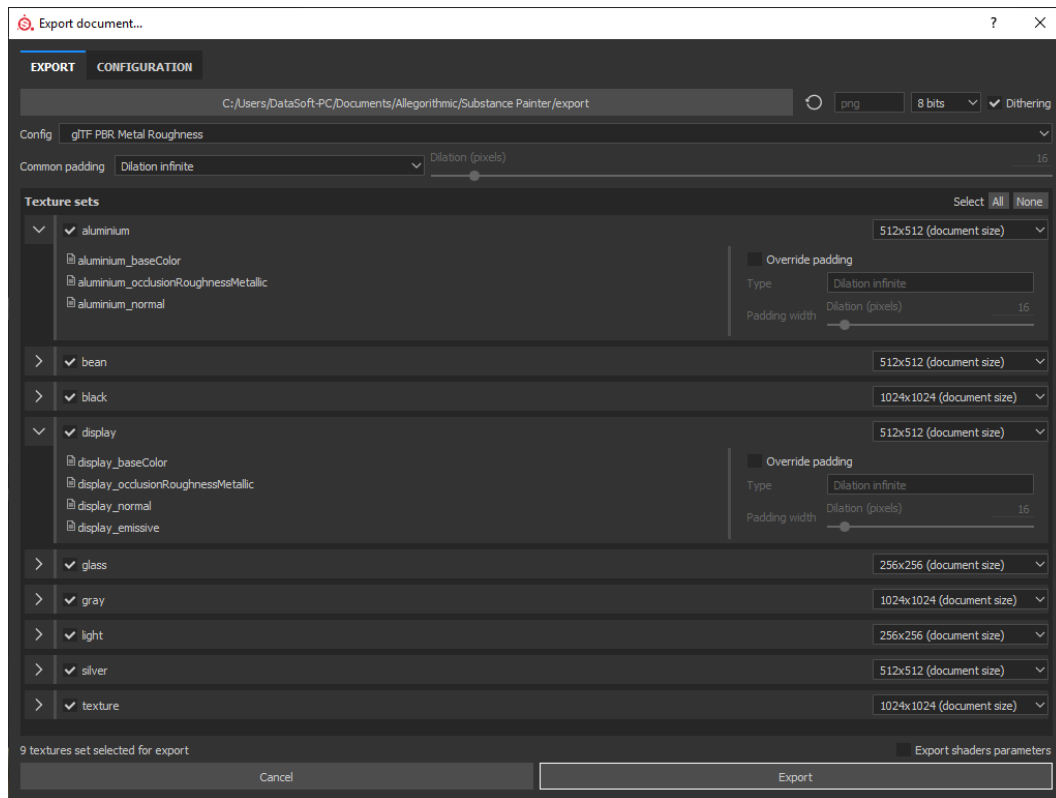 Export document...
EXPORT CONFIGURATION
C:/Users/DataSoft-PC/Documents/Allegorithmic/Substance Painter/export png 8 bits Dithering
Config glTF PBR Metal Roughness
Common padding Dilation infinite Dilation (pixels) 16
Texture sets Select All None
aluminium 512x512 (document size)
aluminium_baseColor
aluminium_occlusionRoughnessMetallic
aluminium_normal
Override padding
Type Dilation infinite
Padding width Dilation (pixels) 16
bean 512x512 (document size)
black 1024x1024 (document size)
display 512x512 (document size)
display_baseColor
display_occlusionRoughnessMetallic
display_normal
display_emissive
Override padding
Type Dilation infinite
Padding width Dilation (pixels) 16
glass 256x256 (document size)
gray 1024x1024 (document size)
light 256x256 (document size)
silver 512x512 (document size)
texture 1024x1024 (document size)
9 textures set selected for export Export shaders parameters
Cancel Export